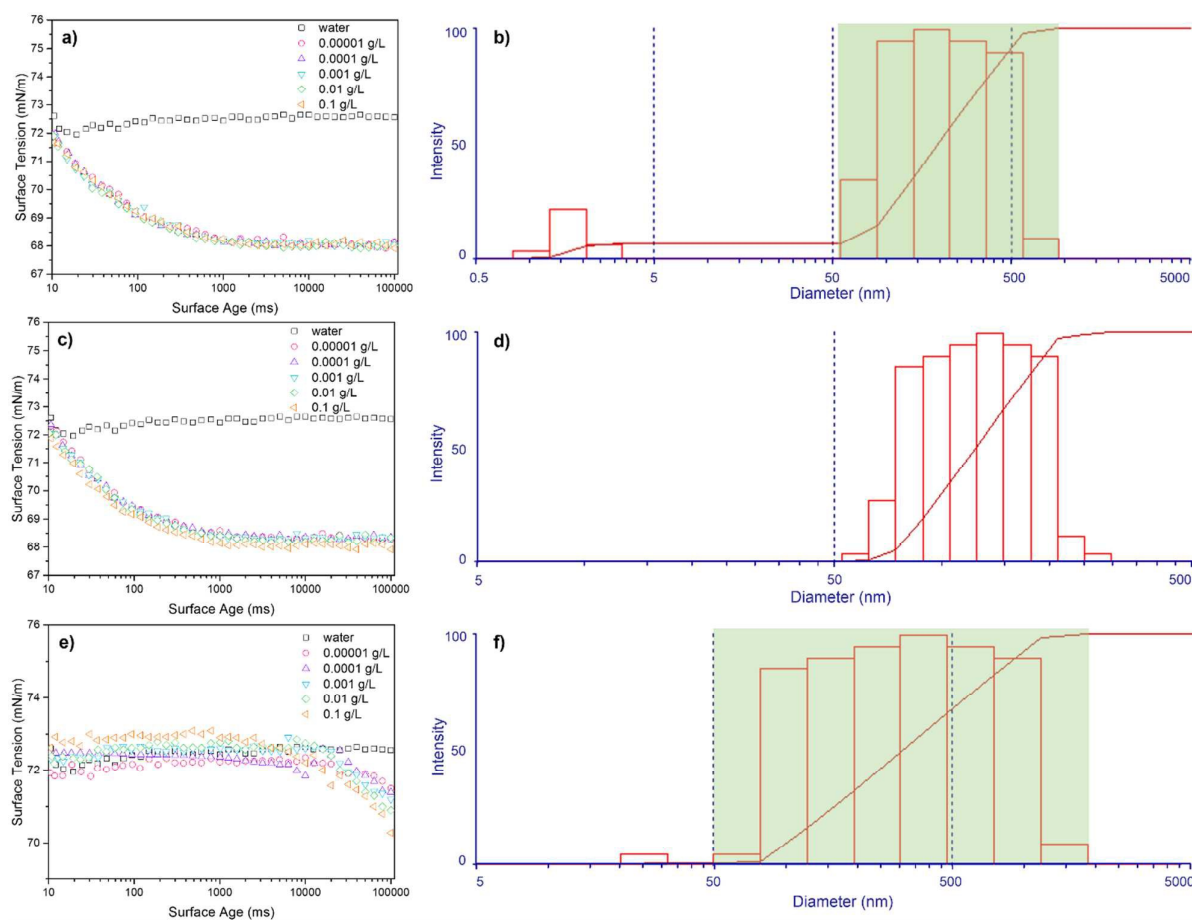 a)
76
75
74
73
72
71
70
69
68
67
Surface Tension (mN/m)
water
0.00001 g/L
0.0001 g/L
0.001 g/L
0.01 g/L
0.1 g/L
10 100 1000 10000 100000
Surface Age (ms)
b)
100
50
0
Intensity
0.5 5 50 500 5000
Diameter (nm)
c)
76
75
74
73
72
71
70
69
68
67
Surface Tension (mN/m)
water
0.00001 g/L
0.0001 g/L
0.001 g/L
0.01 g/L
0.1 g/L
10 100 1000 10000 100000
Surface Age (ms)
d)
100
50
0
Intensity
5 50 500
Diameter (nm)
e)
76
74
72
70
Surface Tension (mN/m)
water
0.00001 g/L
0.0001 g/L
0.001 g/L
0.01 g/L
0.1 g/L
10 100 1000 10000 100000
Surface Age (ms)
f)
100
50
0
Intensity
5 50 500 5000
Diameter (nm)